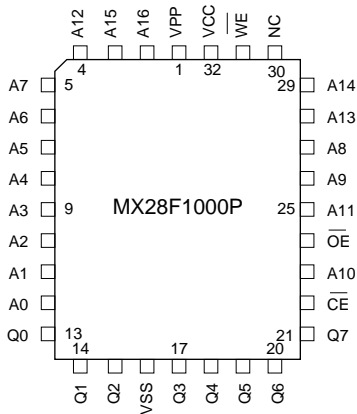 A12 A15 A16 VPP VCC WE NC
4 1 32 30
A7 5 29 A14
A6 A13
A5 A8
A4 A9
A3 9 MX28F1000P 25 A11
A2 OE
A1 A10
A0 CE
Q0 13 21 Q7
14 17 20
Q1 Q2 VSS Q3 Q4 Q5 Q6